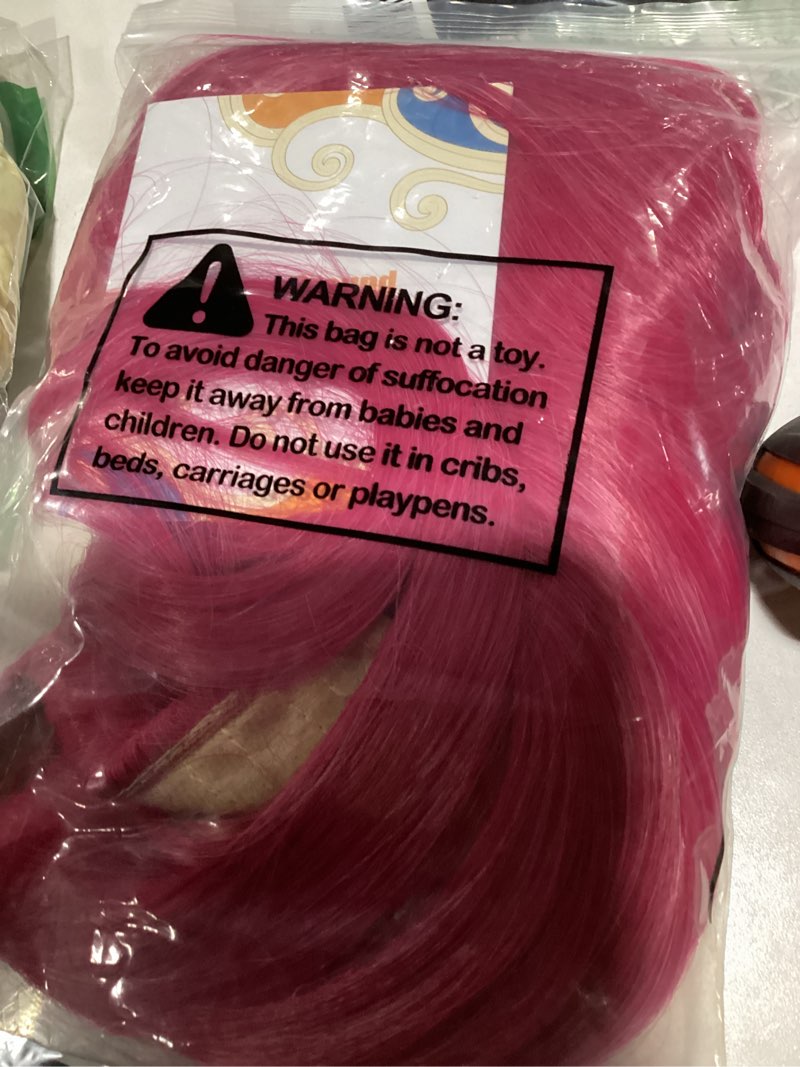 WARNING:
This bag is not a toy.
To avoid danger of suffocation
keep it away from babies and
children. Do not use it in cribs,
beds, carriages or playpens.